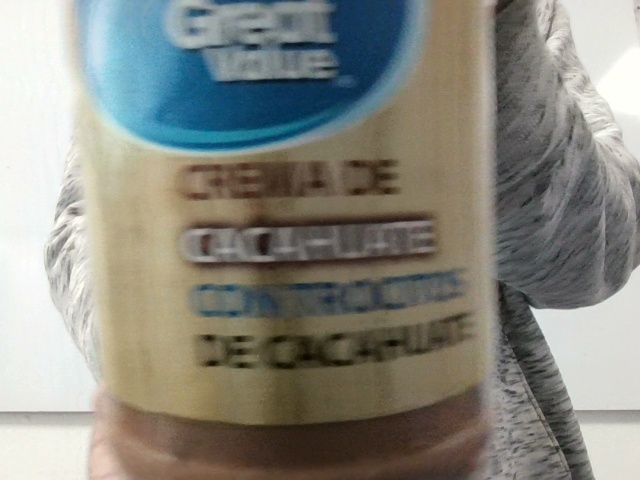 Great
Value
CREMA DE
CACAHUATE
CON TROCITOS
DE CACAHUATE